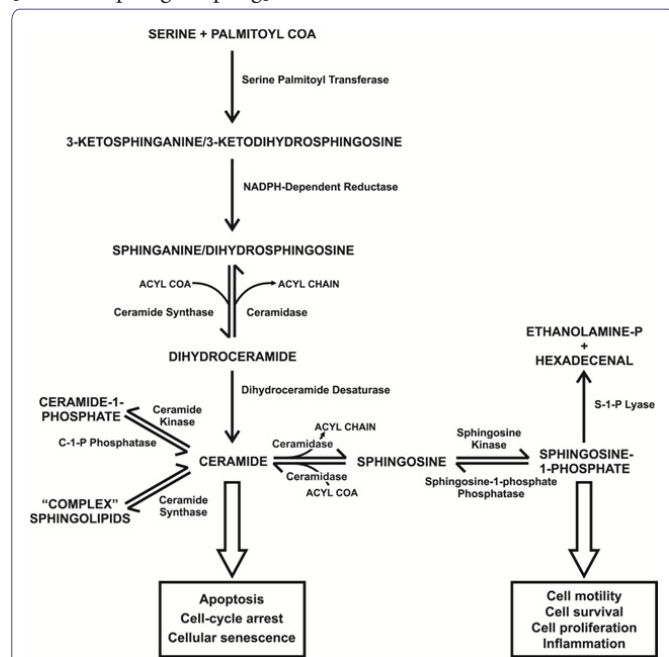 SERINE + PALMITOYL COA
Serine Palmitoyl Transferase
3-KETOSPHINGANINE/3-KETODIHYDROSPHINGOSINE
NADPH-Dependent Reductase
SPHINGANINE/DIHYDROSPHINGOSINE
ACYL COA
ACYL CHAIN
Ceramide Synthase
Ceramidase
DIHYDROCERAMIDE
Dihydroceramide Desaturase
ETHANOLAMINE-P
+
HEXADECENAL
S-1-P Lyase
CERAMIDE-1-
PHOSPHATE
Ceramide
Kinase
C-1-P Phosphatase
CERAMIDE
Ceramidase
ACYL CHAIN
Ceramidase
ACYL COA
SPHINGOSINE
Sphingosine
Kinase
Sphingosine-1-phosphate
Phosphatase
SPHINGOSINE-
1-PHOSPHATE
"COMPLEX"
SPHINGOLIPIDS
Ceramide
Synthase
Apoptosis
Cell-cycle arrest
Cellular senescence
Cell motility
Cell survival
Cell proliferation
Inflammation